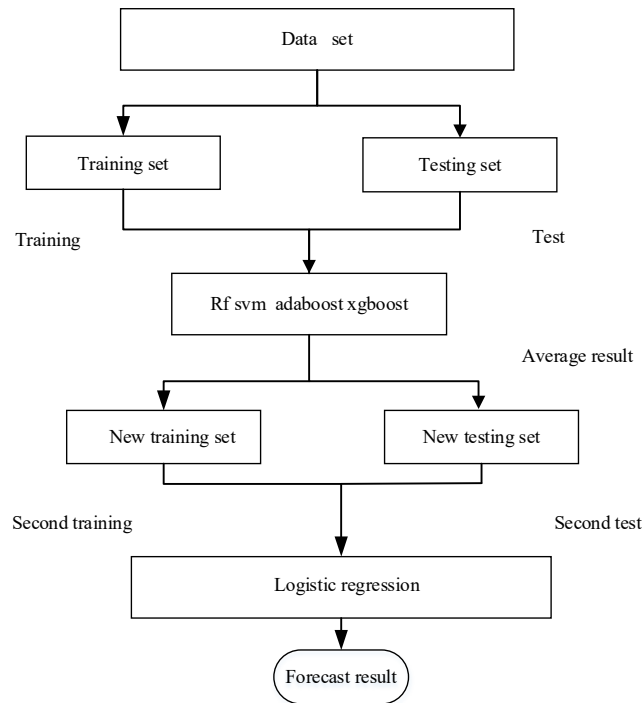 Data set
Training set
Testing set
Training
Test
Rf svm adaboost xgboost
Average result
New training set
New testing set
Second training
Second test
Logistic regression
Forecast result